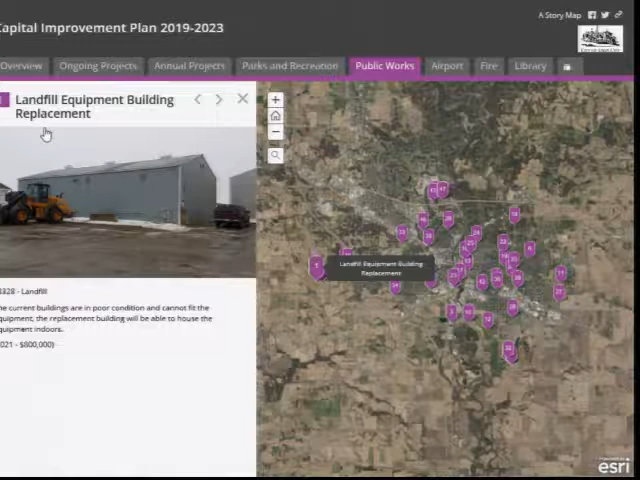 Capital Improvement Plan 2019-2023
A Story Map
Overview
Ongoing Projects
Annual Projects
Parks and Recreation
Public Works
Airport
Fire
Library
Landfill Equipment Building
Replacement
3328 - Landfill
he current buildings are in poor condition and cannot fit the
quipment, the replacement building will be able to house the
quipment indoors.
021 - $800,000)
Landfill Equipment Building
Replacement
esri